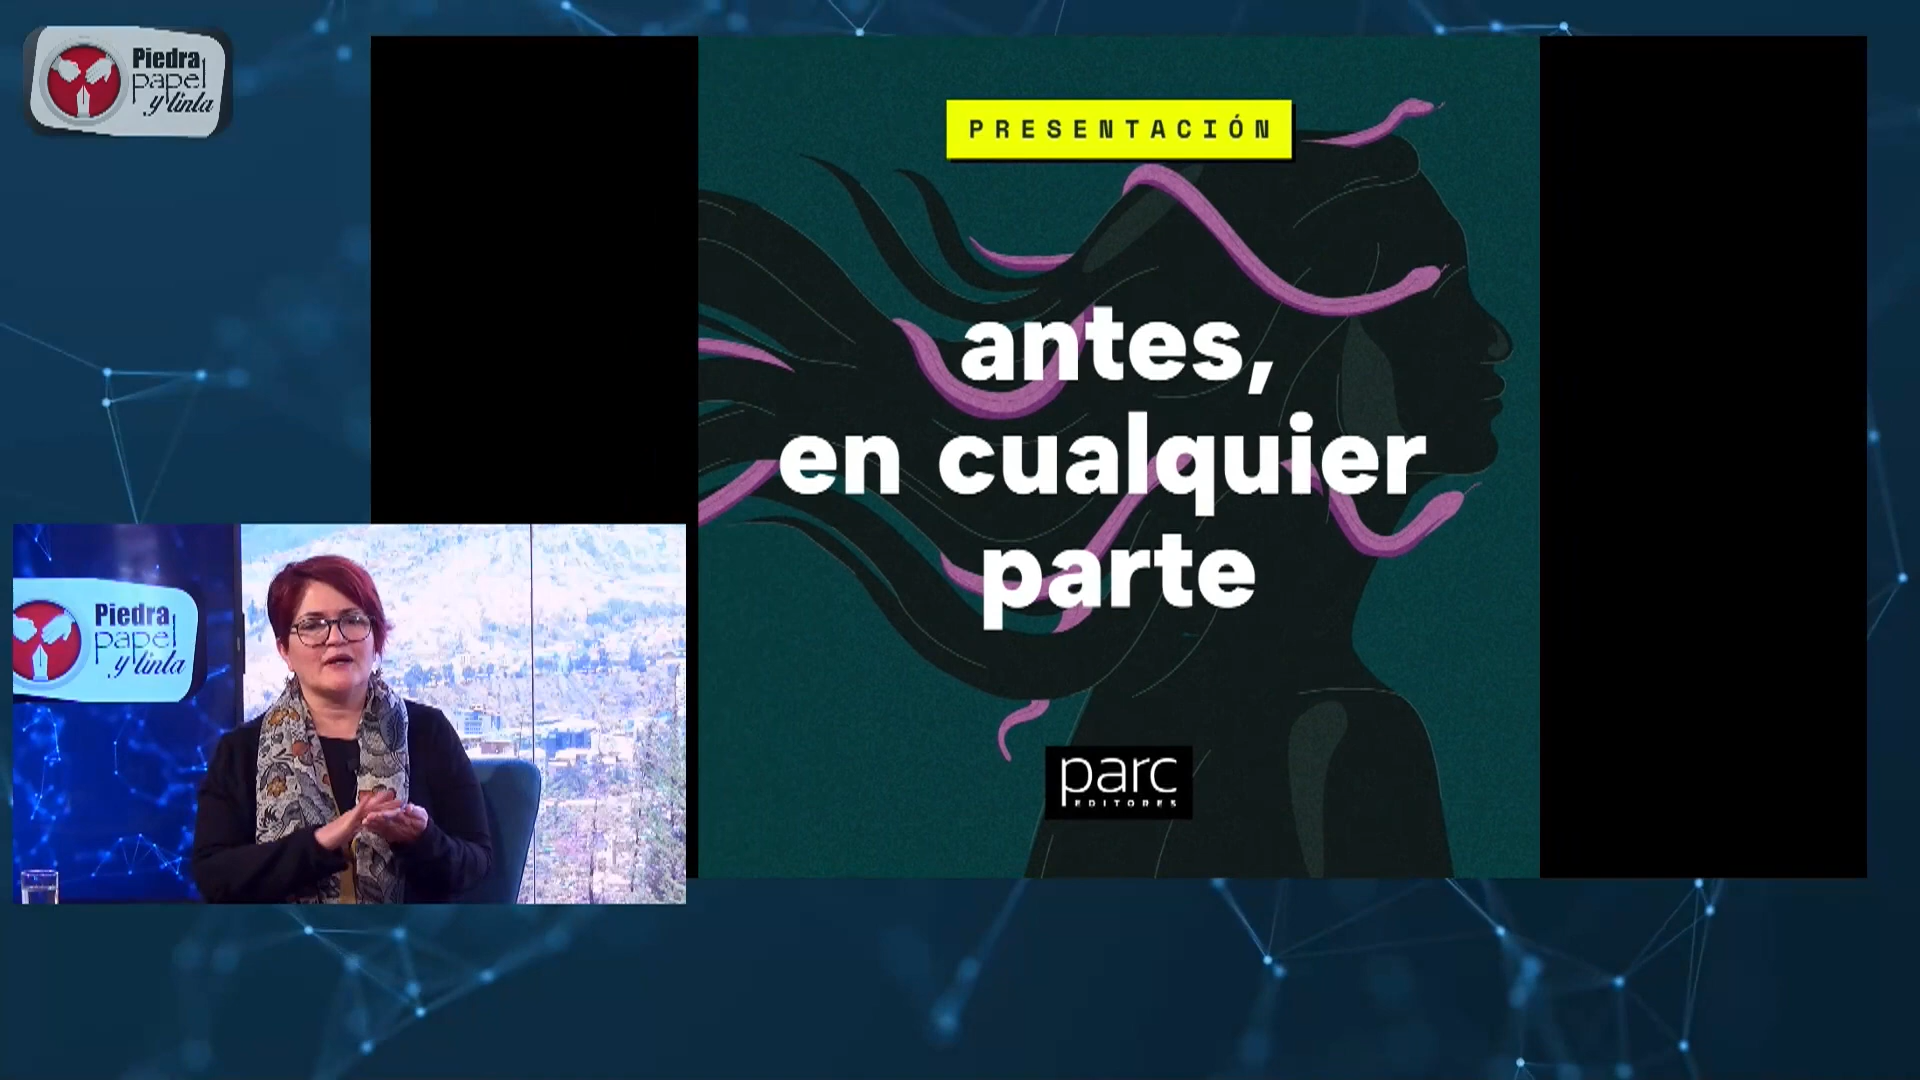 Piedra
papel
y tinta
PRESENTACIÓN
antes,
en cualquier
parte
Piedra
papel
y tinta
parc
EDITORES